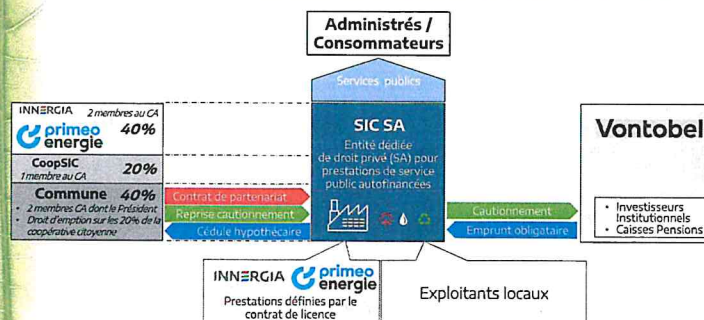 Administrés /
Consommateurs
Services publics
INNERGIA 2 membres au CA
primeo énergie 40%
CoopSIC 20%
1 membre au CA
Commune 40%
• 2 membres CA dont le Président
• Droit d'emption sur les 20% de la
coopérative citoyenne
Contrat de partenariat
Reprise cautionnement
Cédule hypothécaire
SIC SA
Entité dédiée
de droit privé (SA) pour
prestations de service
public autofinancées
Cautionnement
Emprunt obligataire
Vontobel
• Investisseurs
Institutionnels
• Caisses Pensions
INNERGIA primeo energie
Prestations définies par le
contrat de licence
Exploitants locaux